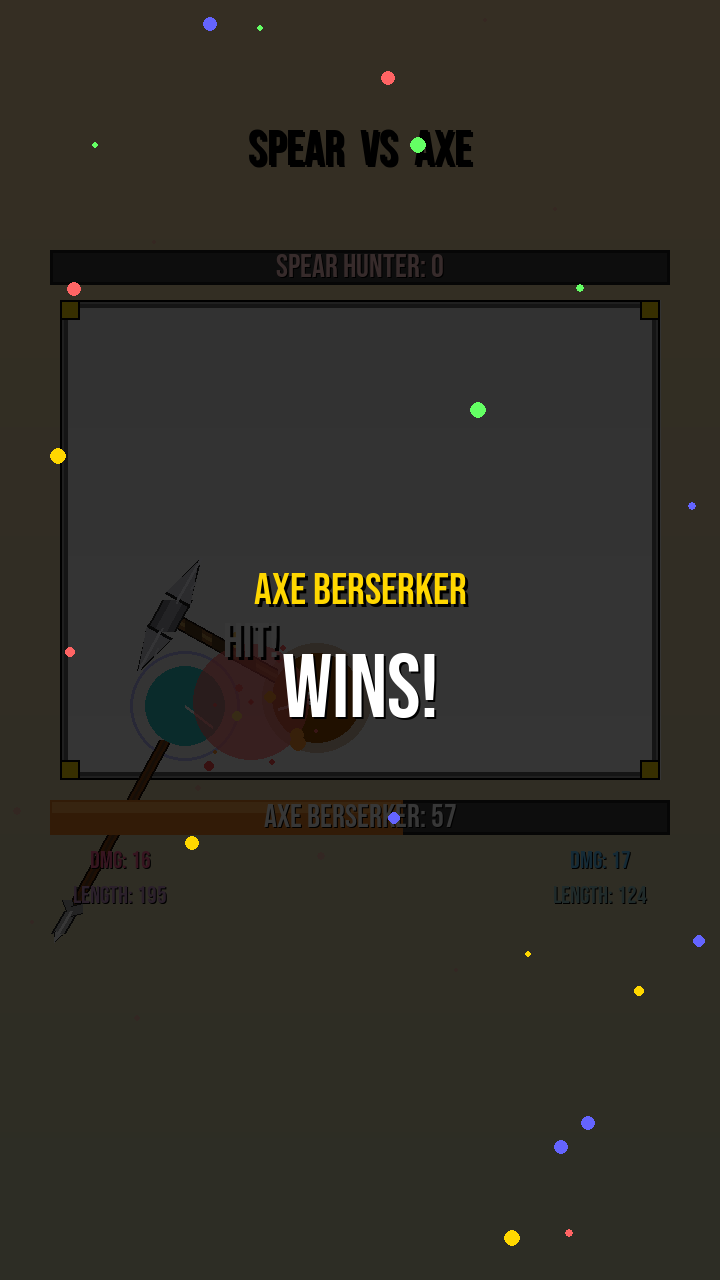 SPEAR VS AXE
SPEAR HUNTER: 0
AXE BERSERKER
HIT!
WINS!
AXE BERSERKER: 57
DMG: 16
DMG: 17
LENGTH: 195
LENGTH: 124